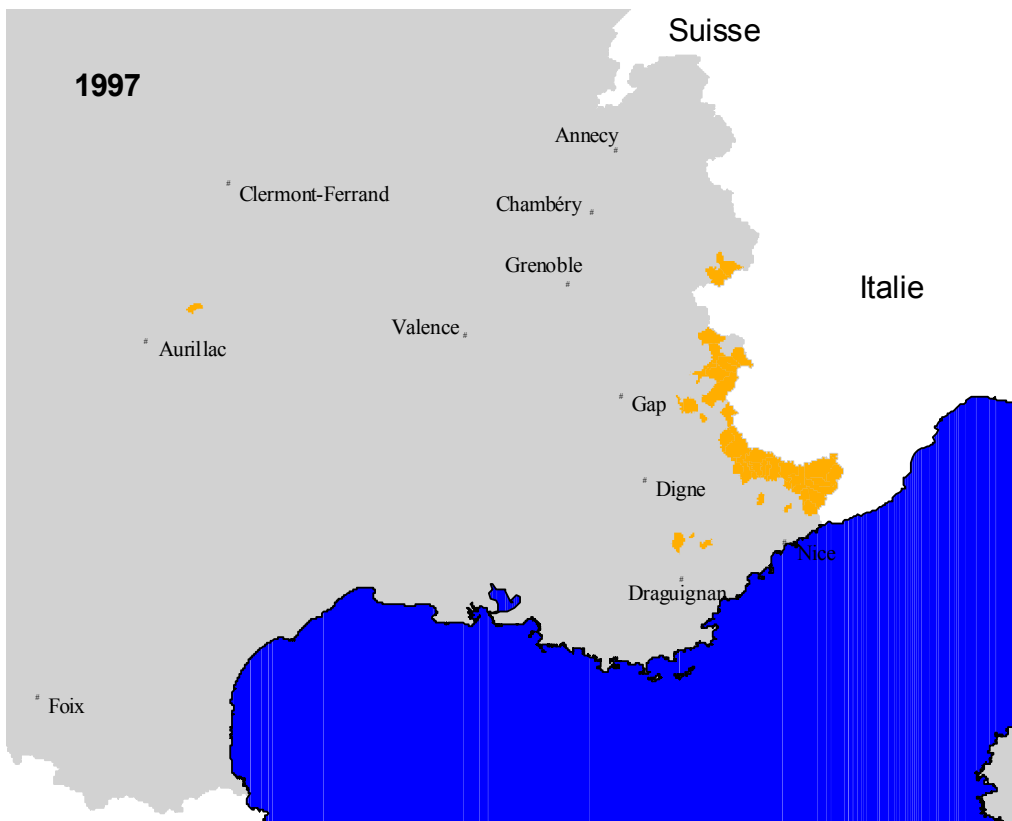 Suisse
1997
Annecy
Clermont-Ferrand
Chambéry
Grenoble
Italie
Valence
Aurillac
Gap
Digne
Nice
Draguignan
Foix